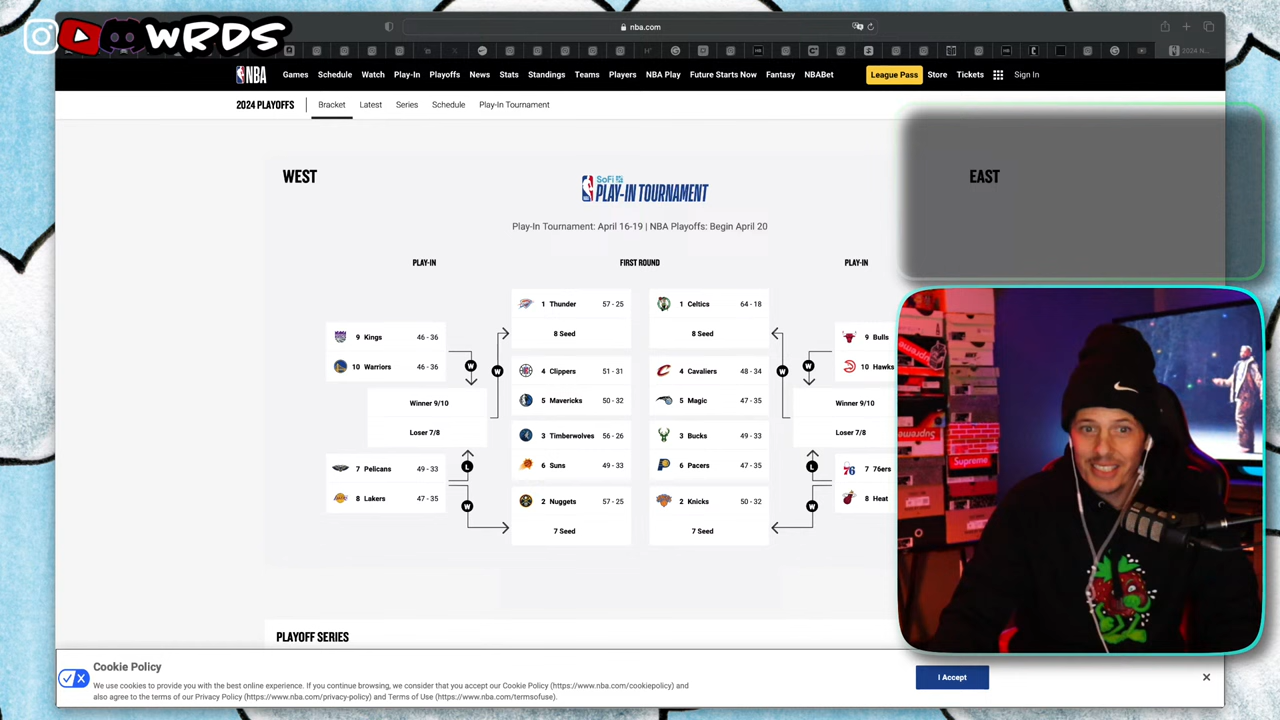 WRDS
nba.com
2024 N...
NBA Games Schedule Watch Play-In Playoffs News Stats Standings Teams Players NBA Play Future Starts Now Fantasy NBABet League Pass Store Tickets Sign In
2024 PLAYOFFS Bracket Latest Series Schedule Play-In Tournament
WEST
EAST
SoFi
PLAY-IN TOURNAMENT
Play-In Tournament: April 16-19 | NBA Playoffs: Begin April 20
PLAY-IN FIRST ROUND PLAY-IN
1 Thunder 57 - 25
8 Seed
1 Celtics 64 - 18
8 Seed
9 Kings 46 - 36
10 Warriors 46 - 36
W
W
4 Clippers 51 - 31
5 Mavericks 50 - 32
4 Cavaliers 48 - 34
5 Magic 47 - 35
W
W
9 Bulls
10 Hawks
Winner 9/10
Loser 7/8
Winner 9/10
Loser 7/8
3 Timberwolves 56 - 26
6 Suns 49 - 33
3 Bucks 49 - 33
6 Pacers 47 - 35
7 Pelicans 49 - 33
8 Lakers 47 - 35
L
W
2 Nuggets 57 - 25
7 Seed
2 Knicks 50 - 32
7 Seed
L
W
7 76ers
8 Heat
Supreme
PLAYOFF SERIES
Cookie Policy
We use cookies to provide you with the best online experience. If you continue browsing, we consider that you accept our Cookie Policy (https://www.nba.com/cookiepolicy) and
also agree to the terms of our Privacy Policy (https://www.nba.com/privacy-policy) and Terms of Use (https://www.nba.com/termsofuse).
I Accept